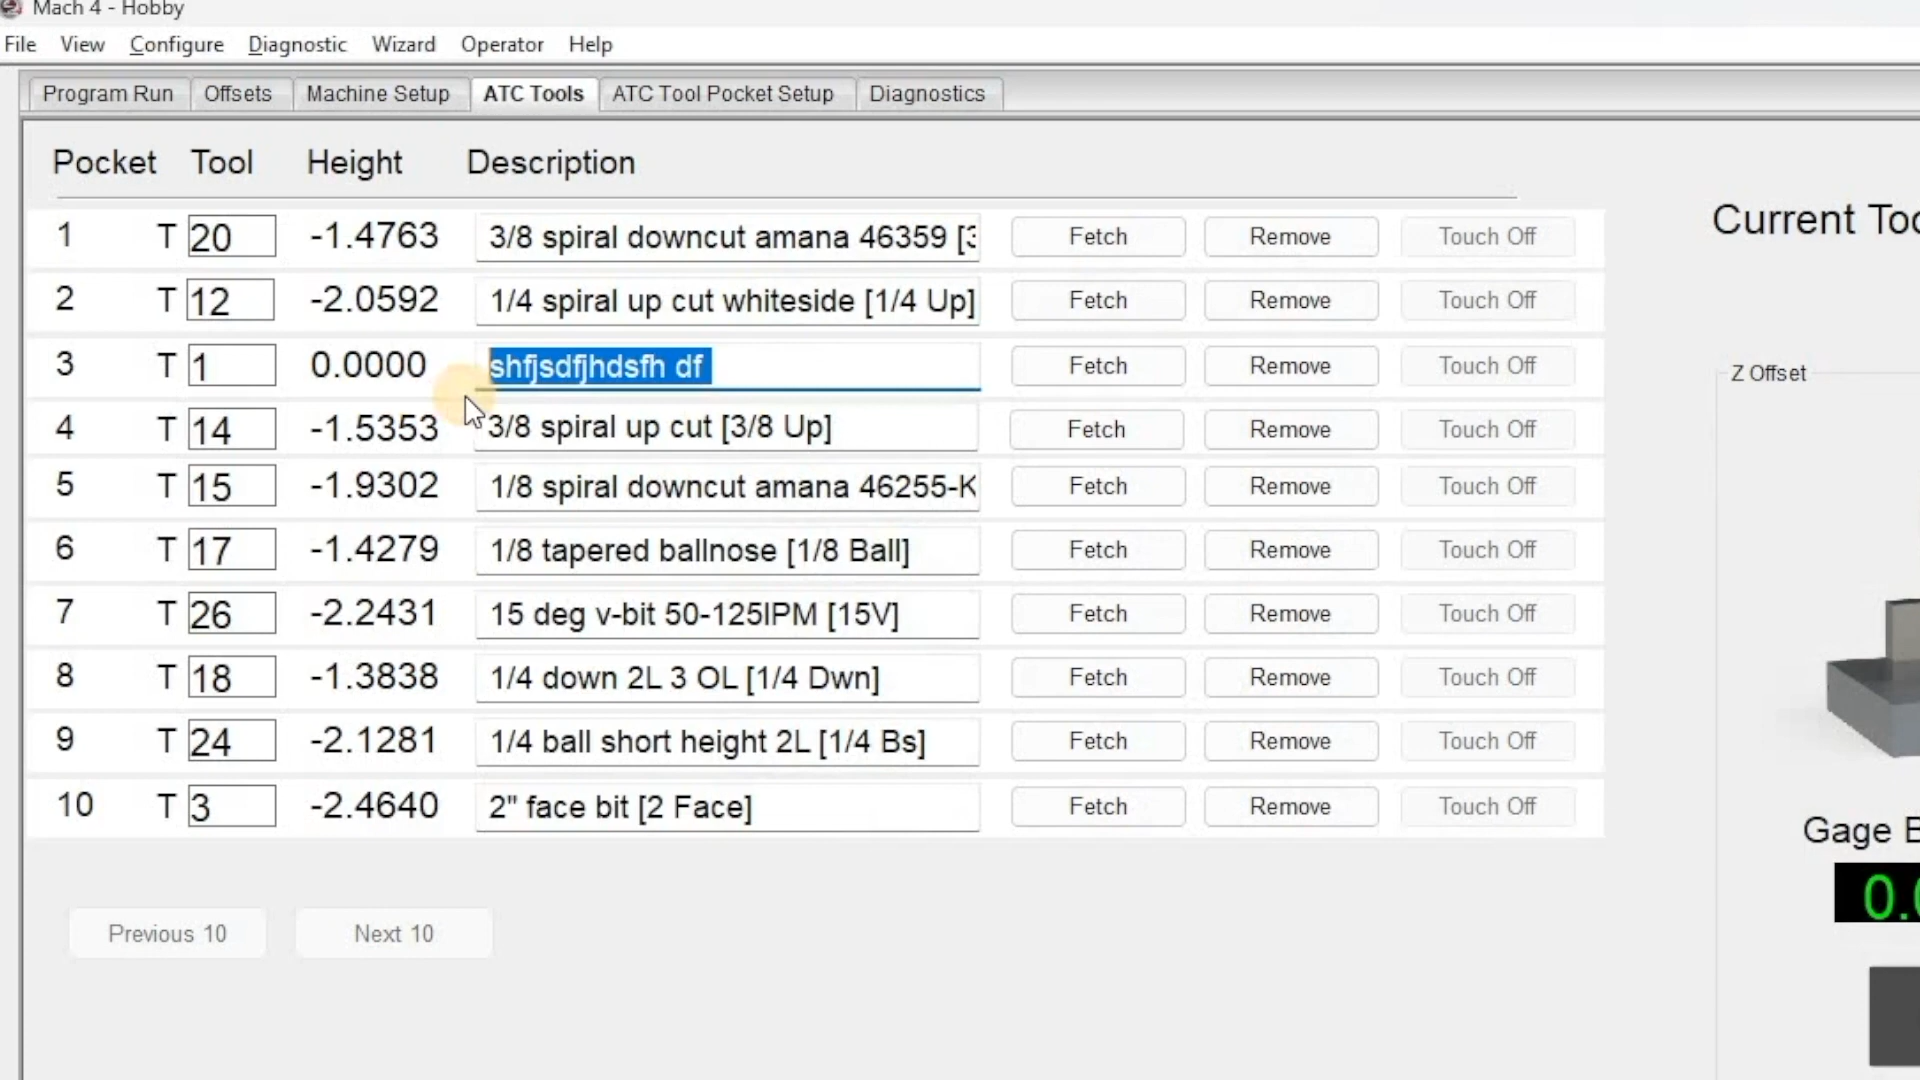 Mach 4 - Hobby
File View Configure Diagnostic Wizard Operator Help
Program Run Offsets Machine Setup ATC Tools ATC Tool Pocket Setup Diagnostics
Pocket Tool Height Description
1 T 20 -1.4763 3/8 spiral downcut amana 46359 [3 Fetch Remove Touch Off
2 T 12 -2.0592 1/4 spiral up cut whiteside [1/4 Up] Fetch Remove Touch Off
3 T 1 0.0000 shfjsdfjhdsfh df Fetch Remove Touch Off
4 T 14 -1.5353 3/8 spiral up cut [3/8 Up] Fetch Remove Touch Off
5 T 15 -1.9302 1/8 spiral downcut amana 46255-K Fetch Remove Touch Off
6 T 17 -1.4279 1/8 tapered ballnose [1/8 Ball] Fetch Remove Touch Off
7 T 26 -2.2431 15 deg v-bit 50-125IPM [15V] Fetch Remove Touch Off
8 T 18 -1.3838 1/4 down 2L 3 OL [1/4 Dwn] Fetch Remove Touch Off
9 T 24 -2.1281 1/4 ball short height 2L [1/4 Bs] Fetch Remove Touch Off
10 T 3 -2.4640 2" face bit [2 Face] Fetch Remove Touch Off
Previous 10 Next 10
Current Too
Z Offset
Gage B
0.0